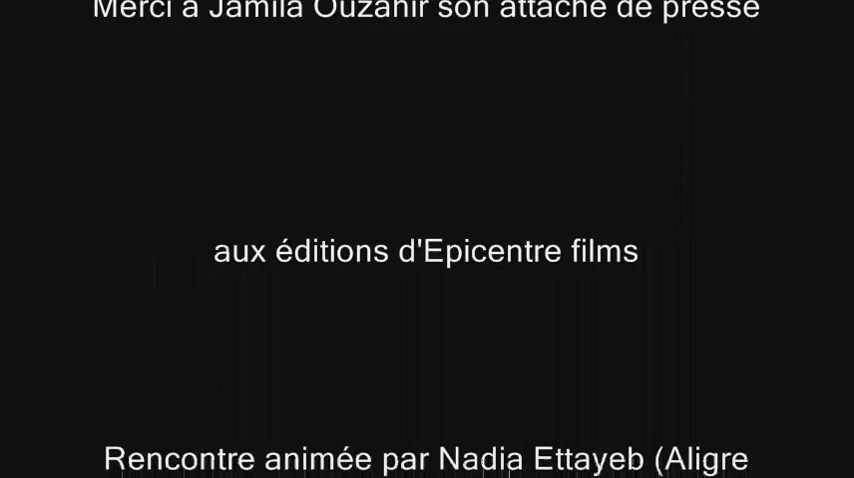 Merci à Jamila Ouzahir son attaché de presse
aux éditions d'Epicentre films
Rencontre animée par Nadia Ettayeb (Aligre